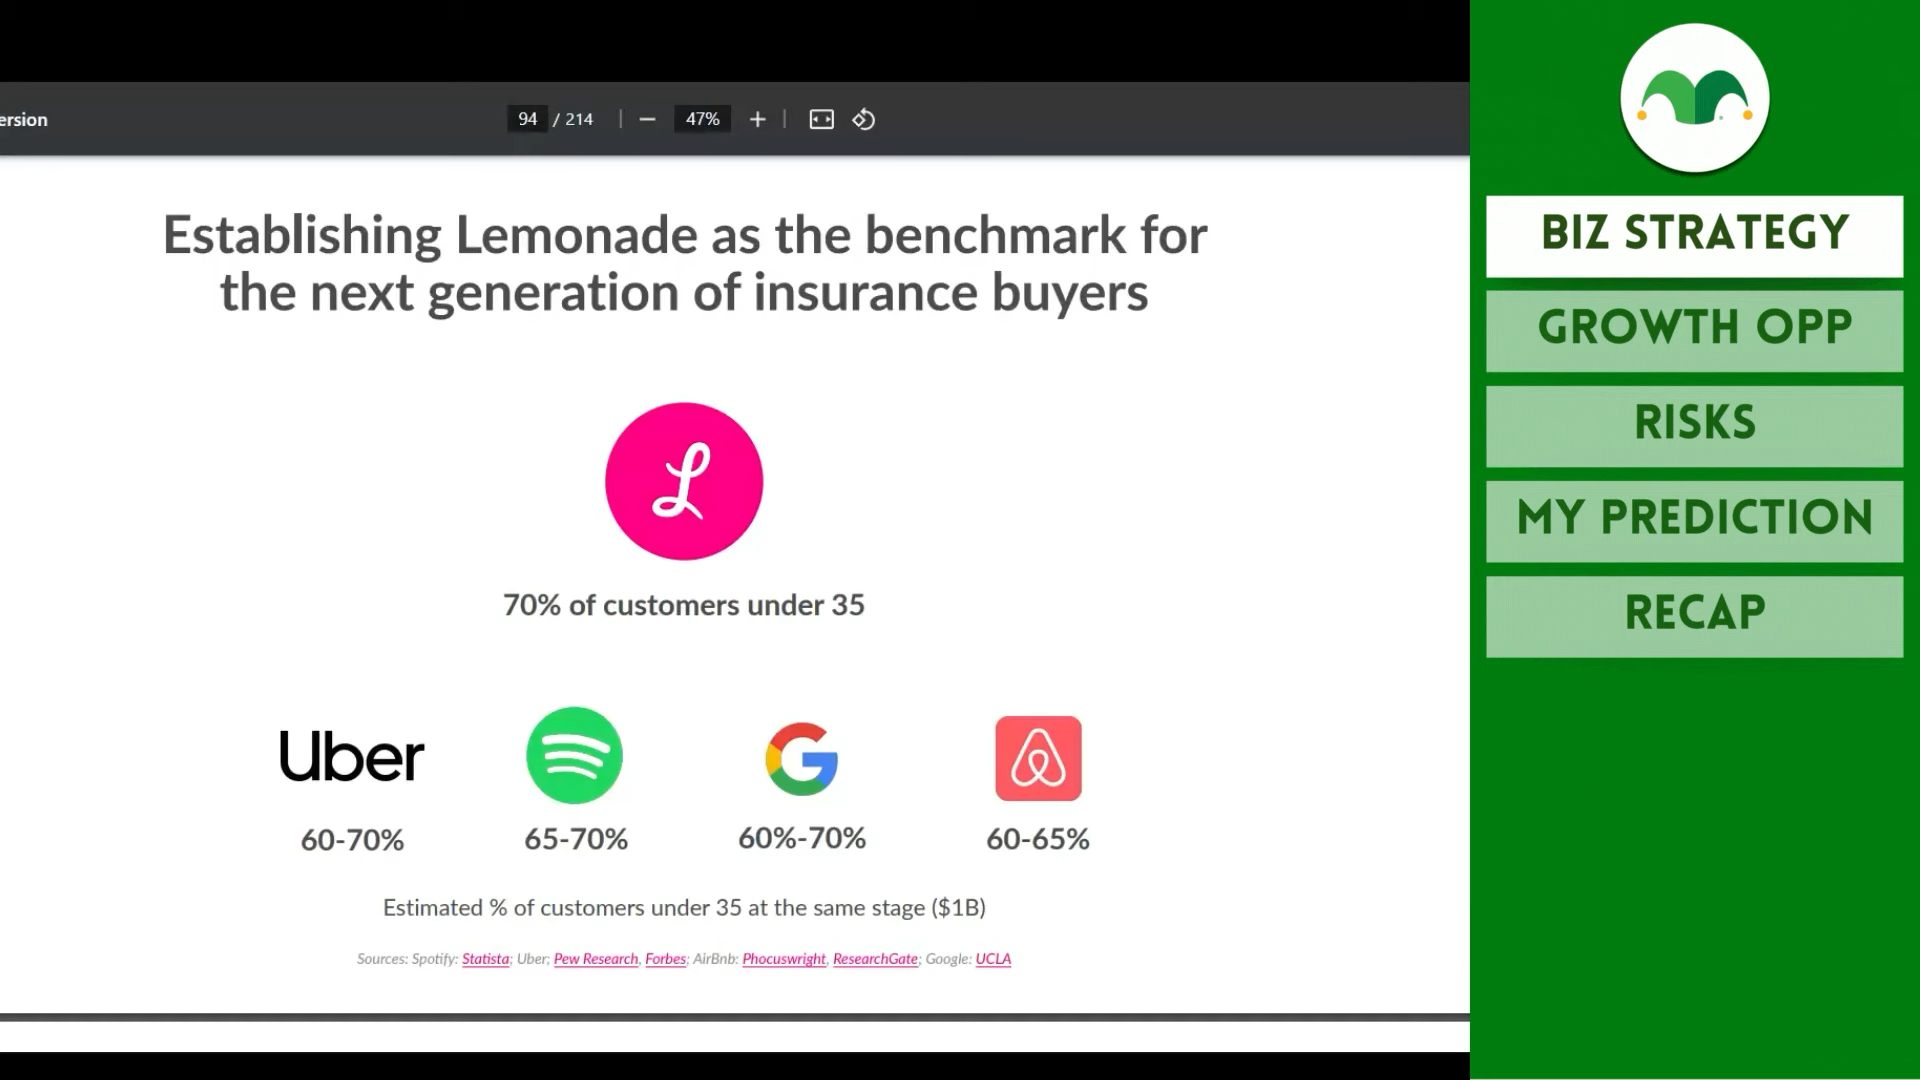 ersion
94 / 214 47%
Establishing Lemonade as the benchmark for
the next generation of insurance buyers
L
70% of customers under 35
Uber
G
60-70% 65-70% 60%-70% 60-65%
Estimated % of customers under 35 at the same stage ($1B)
Sources: Spotify: Statista; Uber; Pew Research, Forbes; AirBnb: Phocuswright, ResearchGate; Google: UCLA
BIZ STRATEGY
GROWTH OPP
RISKS
MY PREDICTION
RECAP